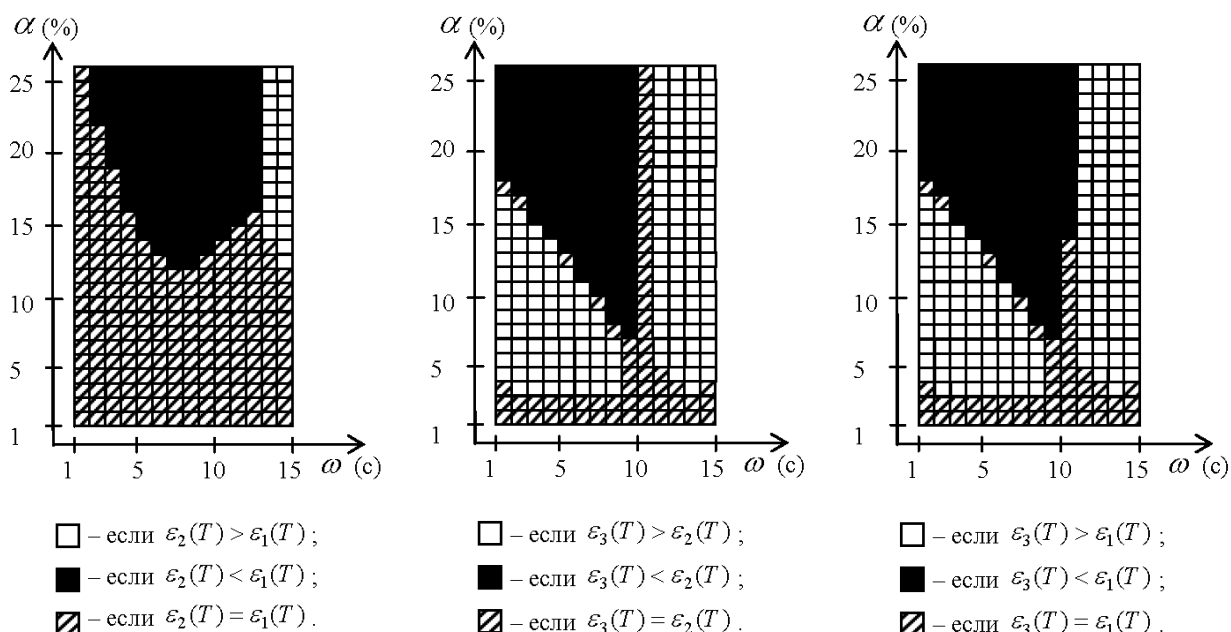 α (%)
25
20
15
10
5
1
1 5 10 15
ω (с)
– если ε₂(T) > ε₁(T) ;
– если ε₂(T) < ε₁(T) ;
– если ε₂(T) = ε₁(T) .
α (%)
25
20
15
10
5
1
1 5 10 15
ω (с)
– если ε₃(T) > ε₂(T) ;
– если ε₃(T) < ε₂(T) ;
– если ε₃(T) = ε₂(T) .
α (%)
25
20
15
10
5
1
1 5 10 15
ω (с)
– если ε₃(T) > ε₁(T) ;
– если ε₃(T) < ε₁(T) ;
– если ε₃(T) = ε₁(T) .